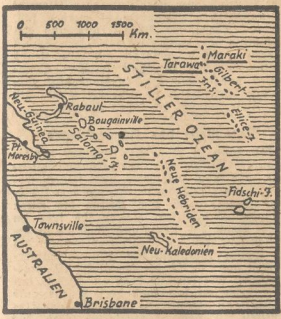 0 500 1000 1500
Km.
Maraki
Tarawa
Gilbert-
Ins.
STILLER OZEAN
Ellice-I.
Neu-Guinea
Rabaul
Bougainville
Salomo
Pt.
Moresby
Neue Hebriden
Fidschi-I.
Townsville
Neu-Kaledonien
AUSTRALIEN
Brisbane